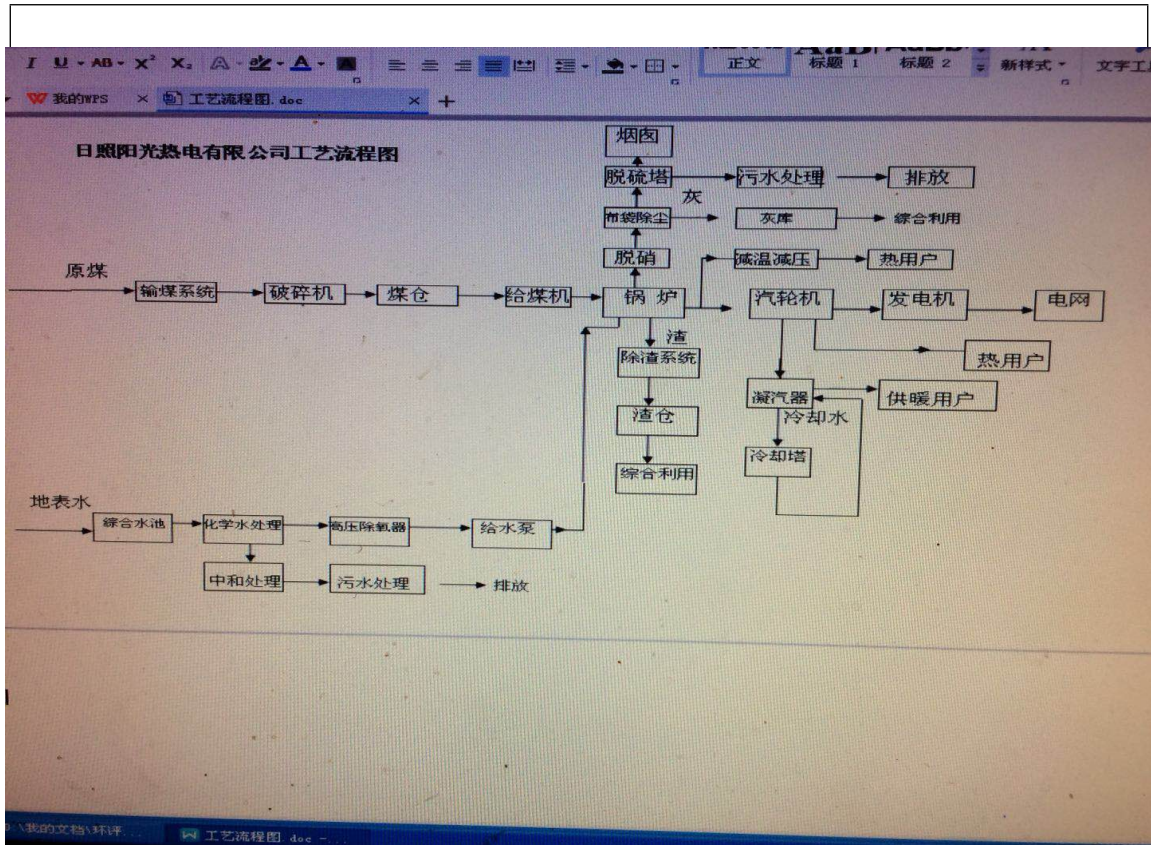 I U AB X² X₂ A A A
正文 标题 1 标题 2 新样式
我的WPS × 工艺流程图.doc × +
日照阳光热电有限公司工艺流程图
烟囱
脱硫塔 污水处理 排放
灰
布袋除尘 灰库 综合利用
脱硝 减温减压 热用户
原煤
输煤系统 破碎机 煤仓 给煤机 锅炉 汽轮机 发电机 电网
渣
除渣系统 热用户
凝汽器 供暖用户
渣仓 冷却水
冷却塔
综合利用
地表水
综合水池 化学水处理 高压除氧器 给水泵
中和处理 污水处理 排放
:\我的文档\环评... 工艺流程图.doc -...